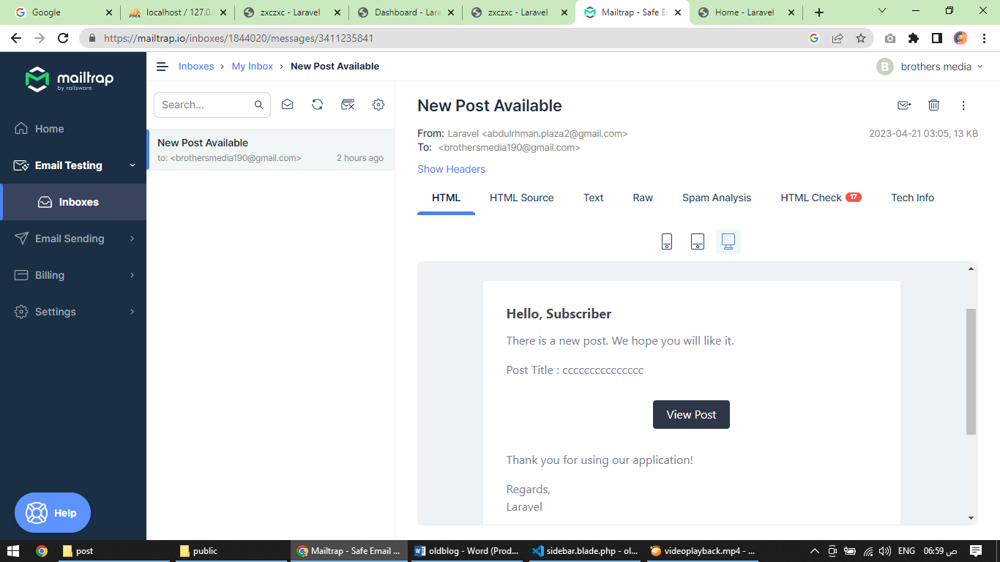 Google
localhost / 127.0.
zxczxc - Laravel
Dashboard - Lara
zxczxc - Laravel
Mailtrap - Safe Em
Home - Laravel
https://mailtrap.io/inboxes/1844020/messages/3411235841
mailtrap
by railsware
Inboxes › My Inbox › New Post Available
B brothers media
Home
Email Testing
Inboxes
Email Sending
Billing
Settings
Help
Search...
New Post Available
to: <brothersmedia190@gmail.com> 2 hours ago
New Post Available
From: Laravel <abdulrhman.plaza2@gmail.com> 2023-04-21 03:05, 13 KB
To: <brothersmedia190@gmail.com>
Show Headers
HTML HTML Source Text Raw Spam Analysis HTML Check 17 Tech Info
Hello, Subscriber
There is a new post. We hope you will like it.
Post Title : ccccccccccccccc
View Post
Thank you for using our application!
Regards,
Laravel
post
public
Mailtrap - Safe Email ...
oldblog - Word (Prod...
sidebar.blade.php - ol...
videoplayback.mp4 - ...
ENG
06:59 ص